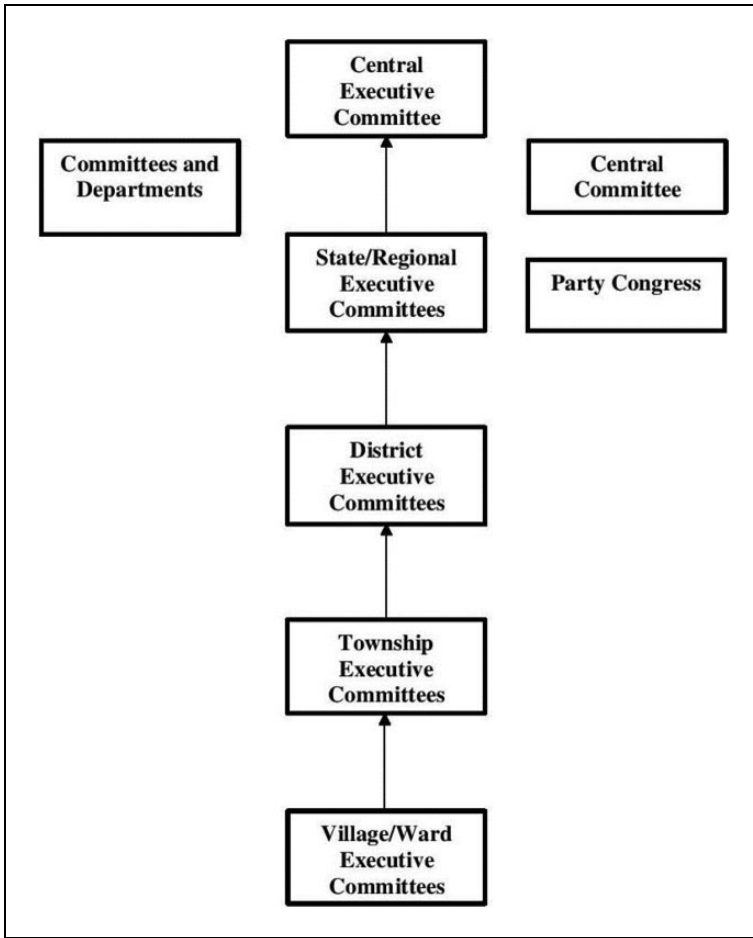 Central
Executive
Committee
Committees and
Departments
Central
Committee
State/Regional
Executive
Committees
Party Congress
District
Executive
Committees
Township
Executive
Committees
Village/Ward
Executive
Committees